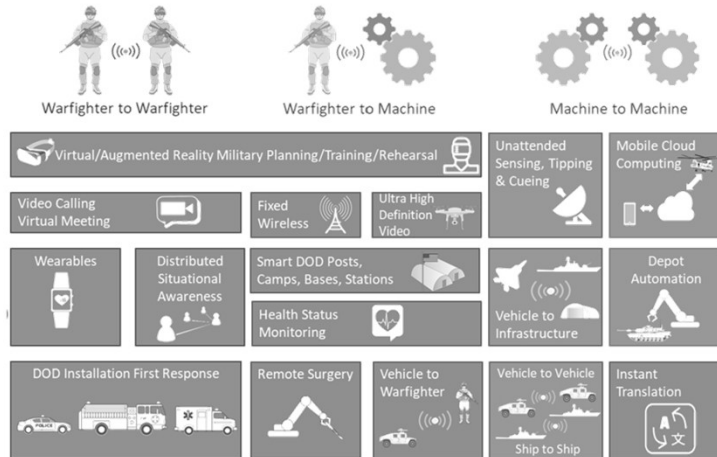 Warfighter to Warfighter
Warfighter to Machine
Machine to Machine
Virtual/Augmented Reality Military Planning/Training/Rehearsal
Unattended
Sensing, Tipping
& Cueing
Mobile Cloud
Computing
Video Calling
Virtual Meeting
Fixed
Wireless
Ultra High
Definition
Video
Wearables
Distributed
Situational
Awareness
Smart DOD Posts,
Camps, Bases, Stations
Health Status
Monitoring
Vehicle to
Infrastructure
Depot
Automation
DOD Installation First Response
POLICE
Remote Surgery
Vehicle to
Warfighter
Vehicle to Vehicle
Ship to Ship
Instant
Translation
A
文